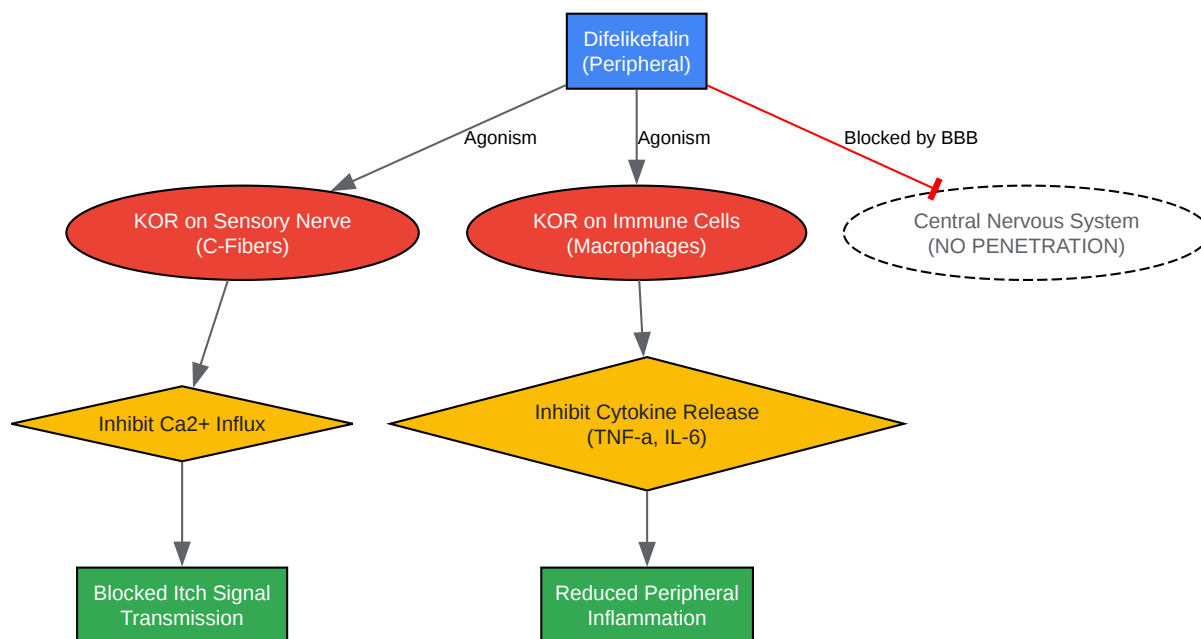 Difelikefalin
(Peripheral)
Agonism
Agonism
Blocked by BBB
KOR on Sensory Nerve
(C-Fibers)
KOR on Immune Cells
(Macrophages)
Central Nervous System
(NO PENETRATION)
Inhibit Ca2+ Influx
Inhibit Cytokine Release
(TNF-a, IL-6)
Blocked Itch Signal
Transmission
Reduced Peripheral
Inflammation